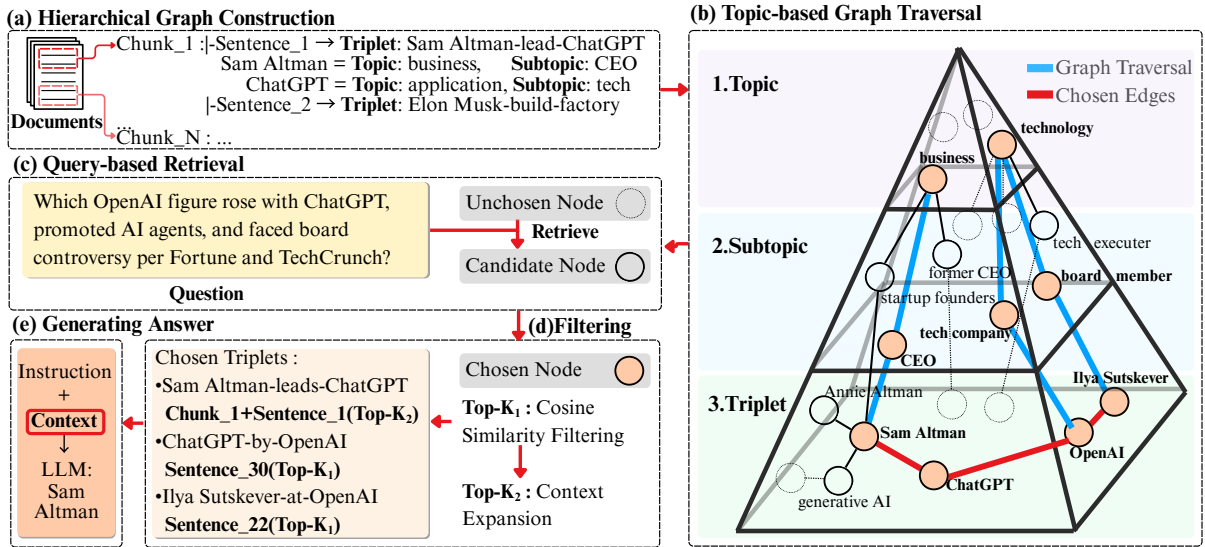 (a) Hierarchical Graph Construction
Chunk_1 :|-Sentence_1 → Triplet: Sam Altman-lead-ChatGPT
Sam Altman = Topic: business, Subtopic: CEO
ChatGPT = Topic: application, Subtopic: tech
|-Sentence_2 → Triplet: Elon Musk-build-factory
Documents
...
Chunk_N : ...
(c) Query-based Retrieval
Which OpenAI figure rose with ChatGPT,
promoted AI agents, and faced board
controversy per Fortune and TechCrunch?
Question
Unchosen Node
Retrieve
Candidate Node
(d)Filtering
Chosen Node
Top-K₁ : Cosine
Similarity Filtering
Top-K₂ : Context
Expansion
(e) Generating Answer
Chosen Triplets :
•Sam Altman-leads-ChatGPT
Chunk_1+Sentence_1(Top-K₂)
•ChatGPT-by-OpenAI
Sentence_30(Top-K₁)
•Ilya Sutskever-at-OpenAI
Sentence_22(Top-K₁)
Instruction
+
Context
↓
LLM:
Sam
Altman
(b) Topic-based Graph Traversal
1.Topic
Graph Traversal
Chosen Edges
technology
business
2.Subtopic
tech executer
former CEO
board member
startup founders
tech company
CEO
3.Triplet
Ilya Sutskever
Annie Altman
Sam Altman
OpenAI
ChatGPT
generative AI